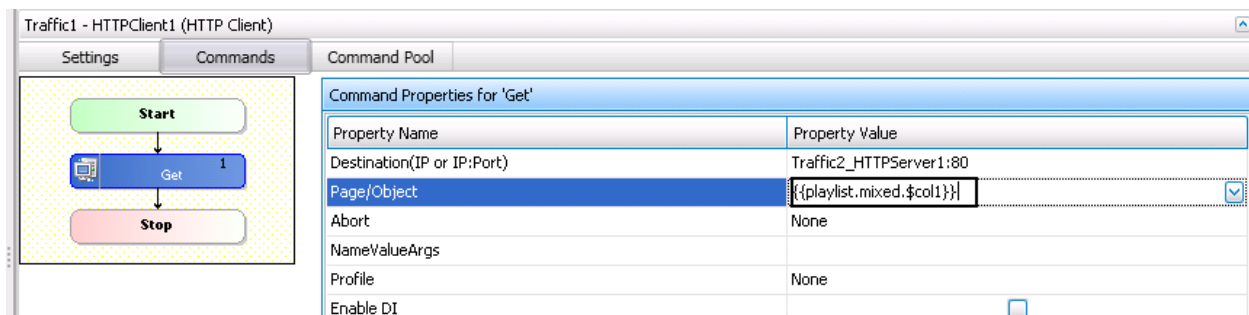 Traffic1 - HTTPClient1 (HTTP Client)
Settings Commands Command Pool
Start
1
Get
Stop
Command Properties for 'Get'
Property Name Property Value
Destination(IP or IP:Port) Traffic2_HTTPServer1:80
Page/Object {{playlist.mixed.$col1}}
Abort None
NameValueArgs
Profile None
Enable DI